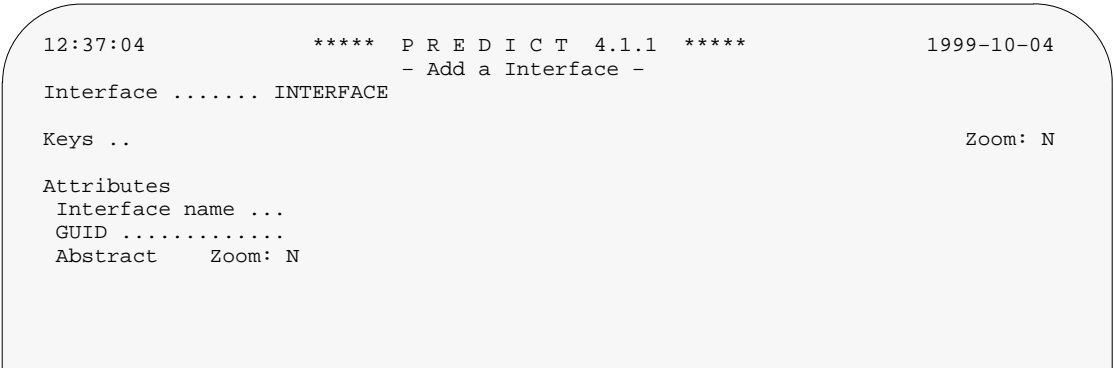 12:37:04 ***** P R E D I C T 4.1.1 ***** 1999-10-04
- Add a Interface -
Interface ....... INTERFACE
Keys .. Zoom: N
Attributes
Interface name ...
GUID .............
Abstract Zoom: N